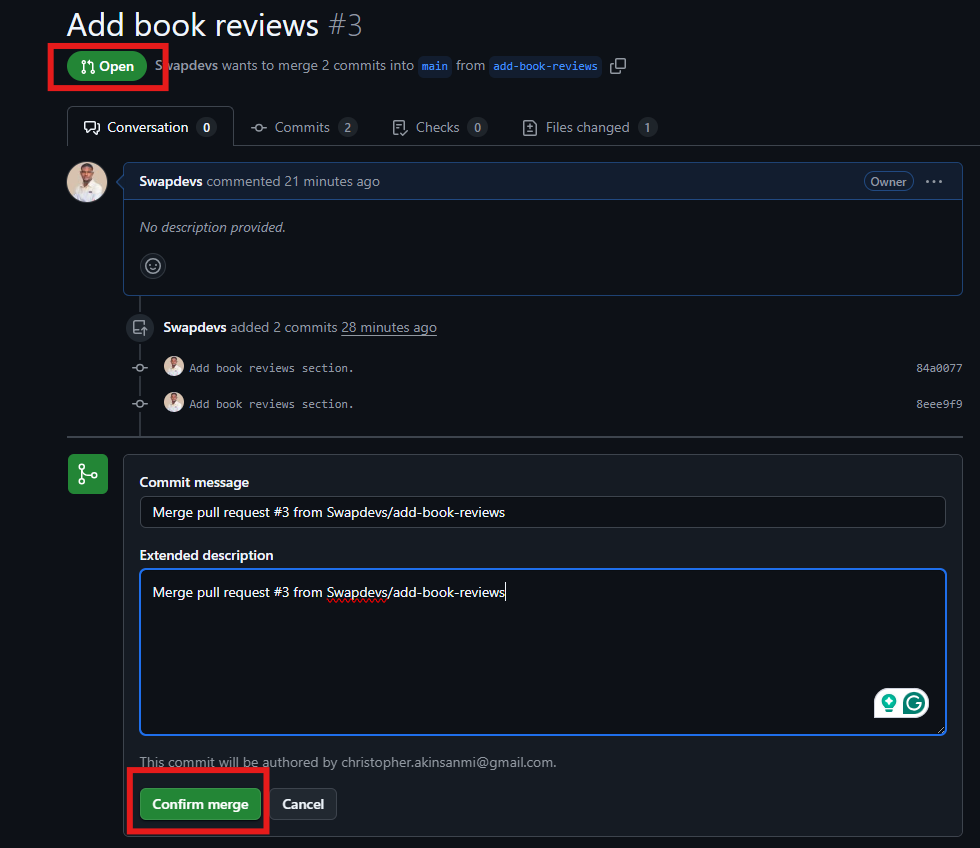 Add book reviews #3
Open Swapdevs wants to merge 2 commits into main from add-book-reviews
Conversation 0 Commits 2 Checks 0 Files changed 1
Swapdevs commented 21 minutes ago Owner
No description provided.
Swapdevs added 2 commits 28 minutes ago
Add book reviews section. 84a0077
Add book reviews section. 8eee9f9
Commit message
Merge pull request #3 from Swapdevs/add-book-reviews
Extended description
Merge pull request #3 from Swapdevs/add-book-reviews
This commit will be authored by christopher.akinsanmi@gmail.com.
Confirm merge Cancel